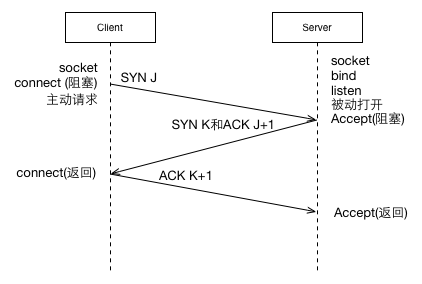 Client
Server
socket
connect (阻塞)
主动请求
SYN J
socket
bind
listen
被动打开
Accept(阻塞)
SYN K和ACK J+1
connect(返回)
ACK K+1
Accept(返回)